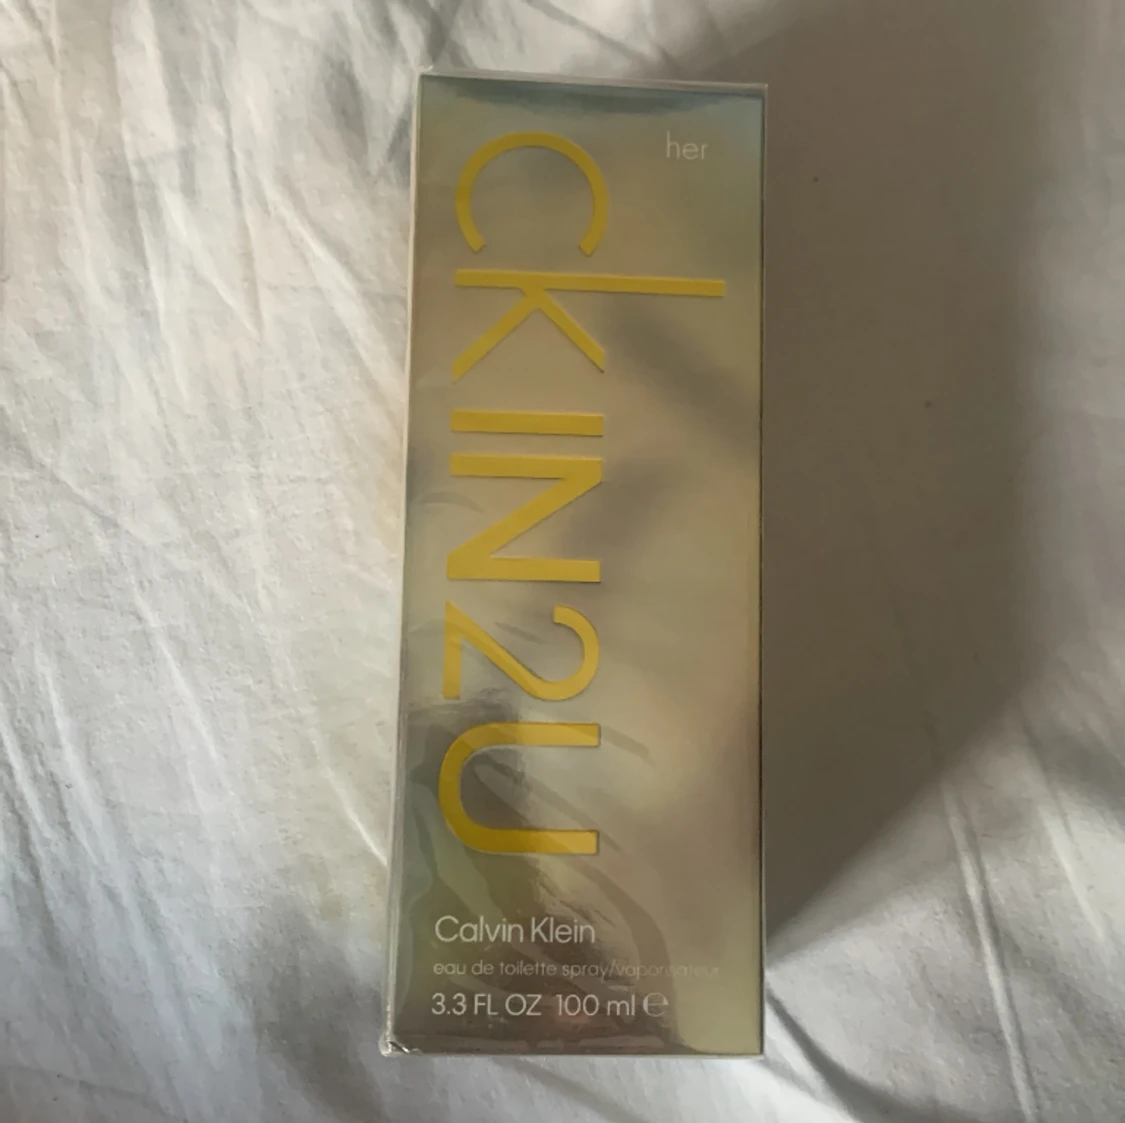 her
ckIN2U
Calvin Klein
eau de toilette spray/vaporisateur
3.3 FL OZ 100 ml ℮